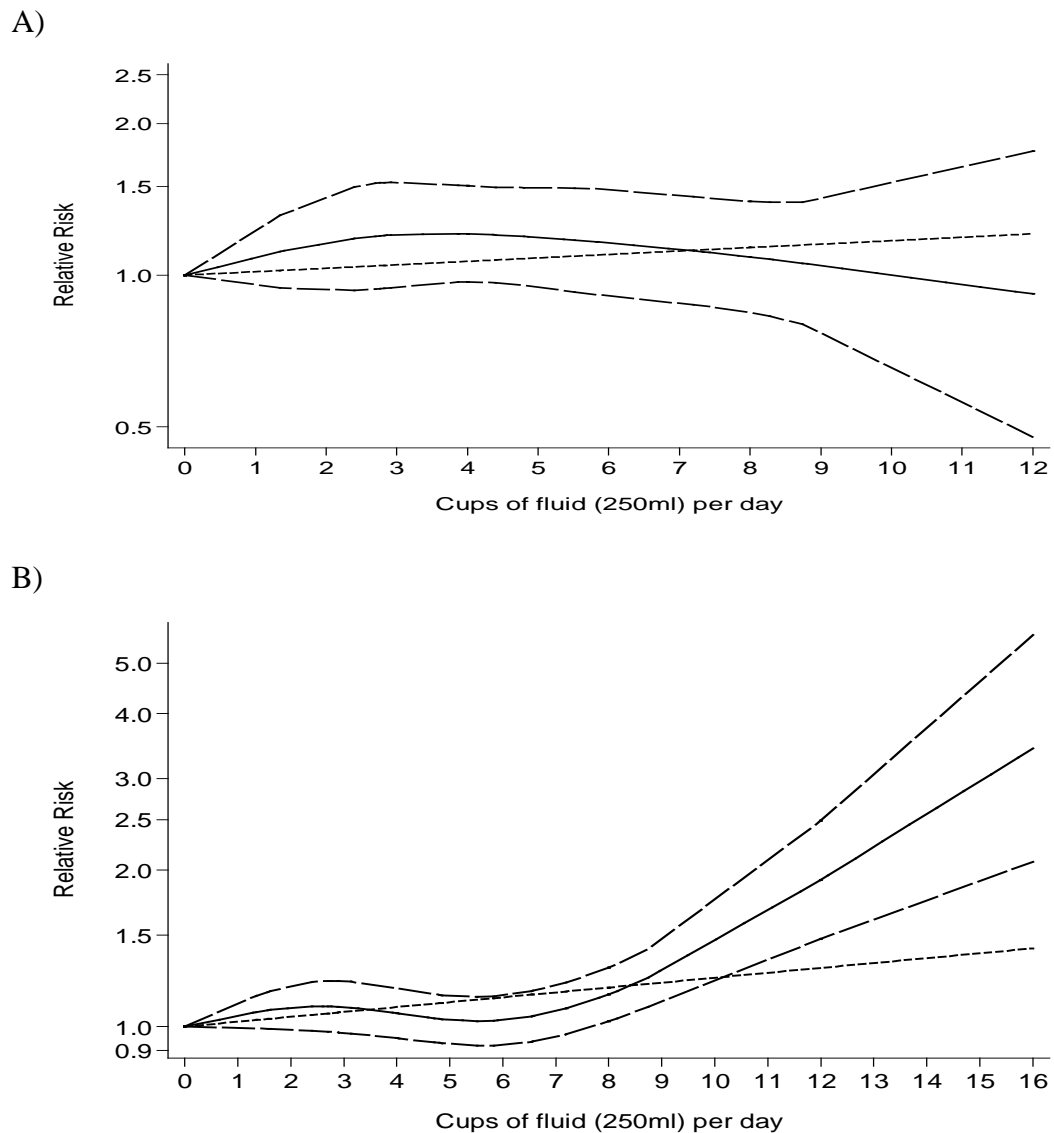 A)
2.5
2.0
1.5
1.0
0.5
Relative Risk
0 1 2 3 4 5 6 7 8 9 10 11 12
Cups of fluid (250ml) per day
B)
5.0
4.0
3.0
2.5
2.0
1.5
1.0
0.9
Relative Risk
0 1 2 3 4 5 6 7 8 9 10 11 12 13 14 15 16
Cups of fluid (250ml) per day